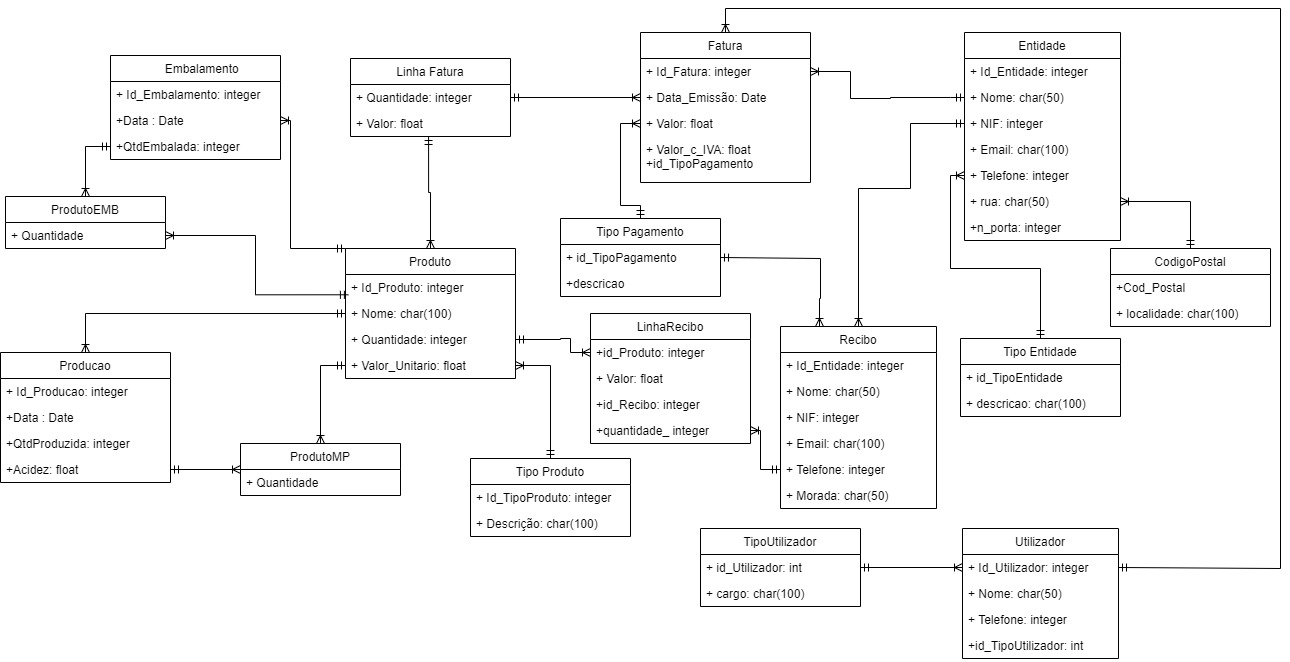 Embalamento
+ Id_Embalamento: integer
+Data : Date
+QtdEmbalada: integer
Linha Fatura
+ Quantidade: integer
+ Valor: float
Fatura
+ Id_Fatura: integer
+ Data_Emissão: Date
+ Valor: float
+ Valor_c_IVA: float
+id_TipoPagamento
Entidade
+ Id_Entidade: integer
+ Nome: char(50)
+ NIF: integer
+ Email: char(100)
+ Telefone: integer
+ rua: char(50)
+n_porta: integer
ProdutoEMB
+ Quantidade
Produto
+ Id_Produto: integer
+ Nome: char(100)
+ Quantidade: integer
+ Valor_Unitario: float
Tipo Pagamento
+ id_TipoPagamento
+descricao
CodigoPostal
+Cod_Postal
+ localidade: char(100)
Producao
+ Id_Producao: integer
+Data : Date
+QtdProduzida: integer
+Acidez: float
ProdutoMP
+ Quantidade
Tipo Produto
+ Id_TipoProduto: integer
+ Descrição: char(100)
LinhaRecibo
+id_Produto: integer
+ Valor: float
+id_Recibo: integer
+quantidade_ integer
Recibo
+ Id_Entidade: integer
+ Nome: char(50)
+ NIF: integer
+ Email: char(100)
+ Telefone: integer
+ Morada: char(50)
Tipo Entidade
+ id_TipoEntidade
+ descricao: char(100)
TipoUtilizador
+ id_Utilizador: int
+ cargo: char(100)
Utilizador
+ Id_Utilizador: integer
+ Nome: char(50)
+ Telefone: integer
+id_TipoUtilizador: int